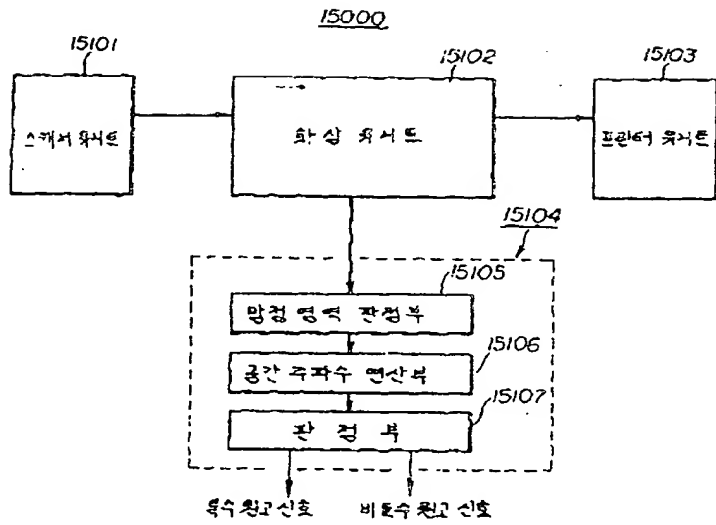 15000
15101
15102
15103
스캐너 유니트
화상 유니트
프린터 유니트
15104
15105
망점 영역 판정부
15106
공간 주파수 연산부
15107
판정부
특수 원고 신호
비특수 원고 신호